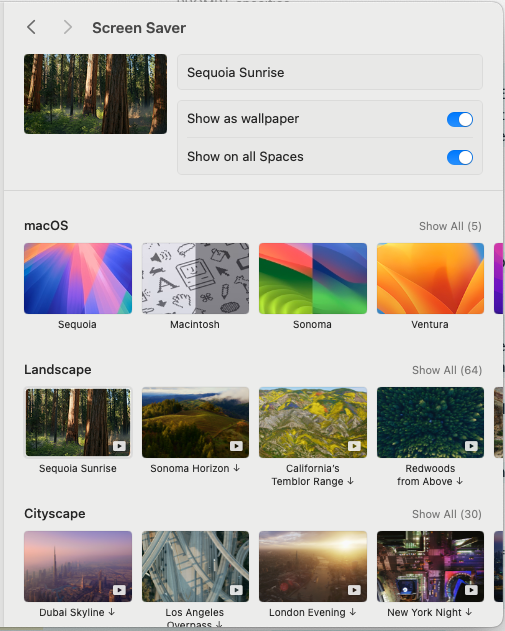 Screen Saver
Sequoia Sunrise
Show as wallpaper
Show on all Spaces
macOS
Show All (5)
Sequoia
Macintosh
Sonoma
Ventura
Landscape
Show All (64)
Sequoia Sunrise
Sonoma Horizon ↓
California's
Temblor Range ↓
Redwoods
from Above ↓
Cityscape
Show All (30)
Dubai Skyline ↓
Los Angeles
Overpass ↓
London Evening ↓
New York Night ↓